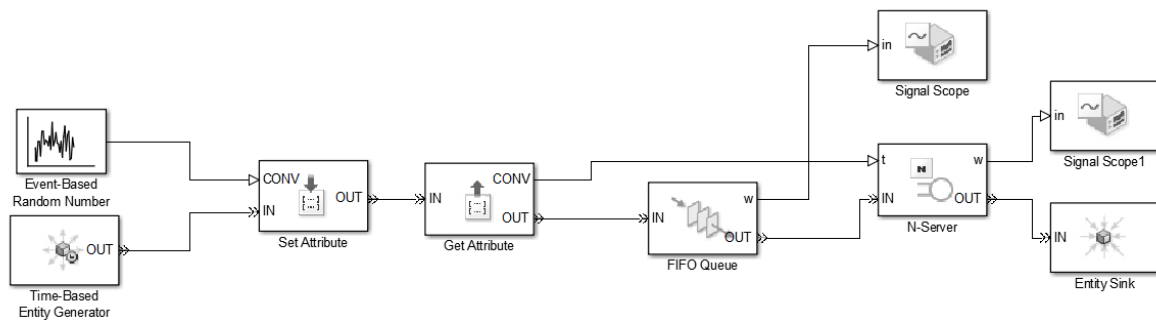 in
Signal Scope
in
Signal Scope1
Event-Based
Random Number
CONV
IN
OUT
Set Attribute
IN
CONV
OUT
Get Attribute
IN
w
OUT
FIFO Queue
t
IN
N
w
OUT
N-Server
OUT
Time-Based
Entity Generator
IN
Entity Sink